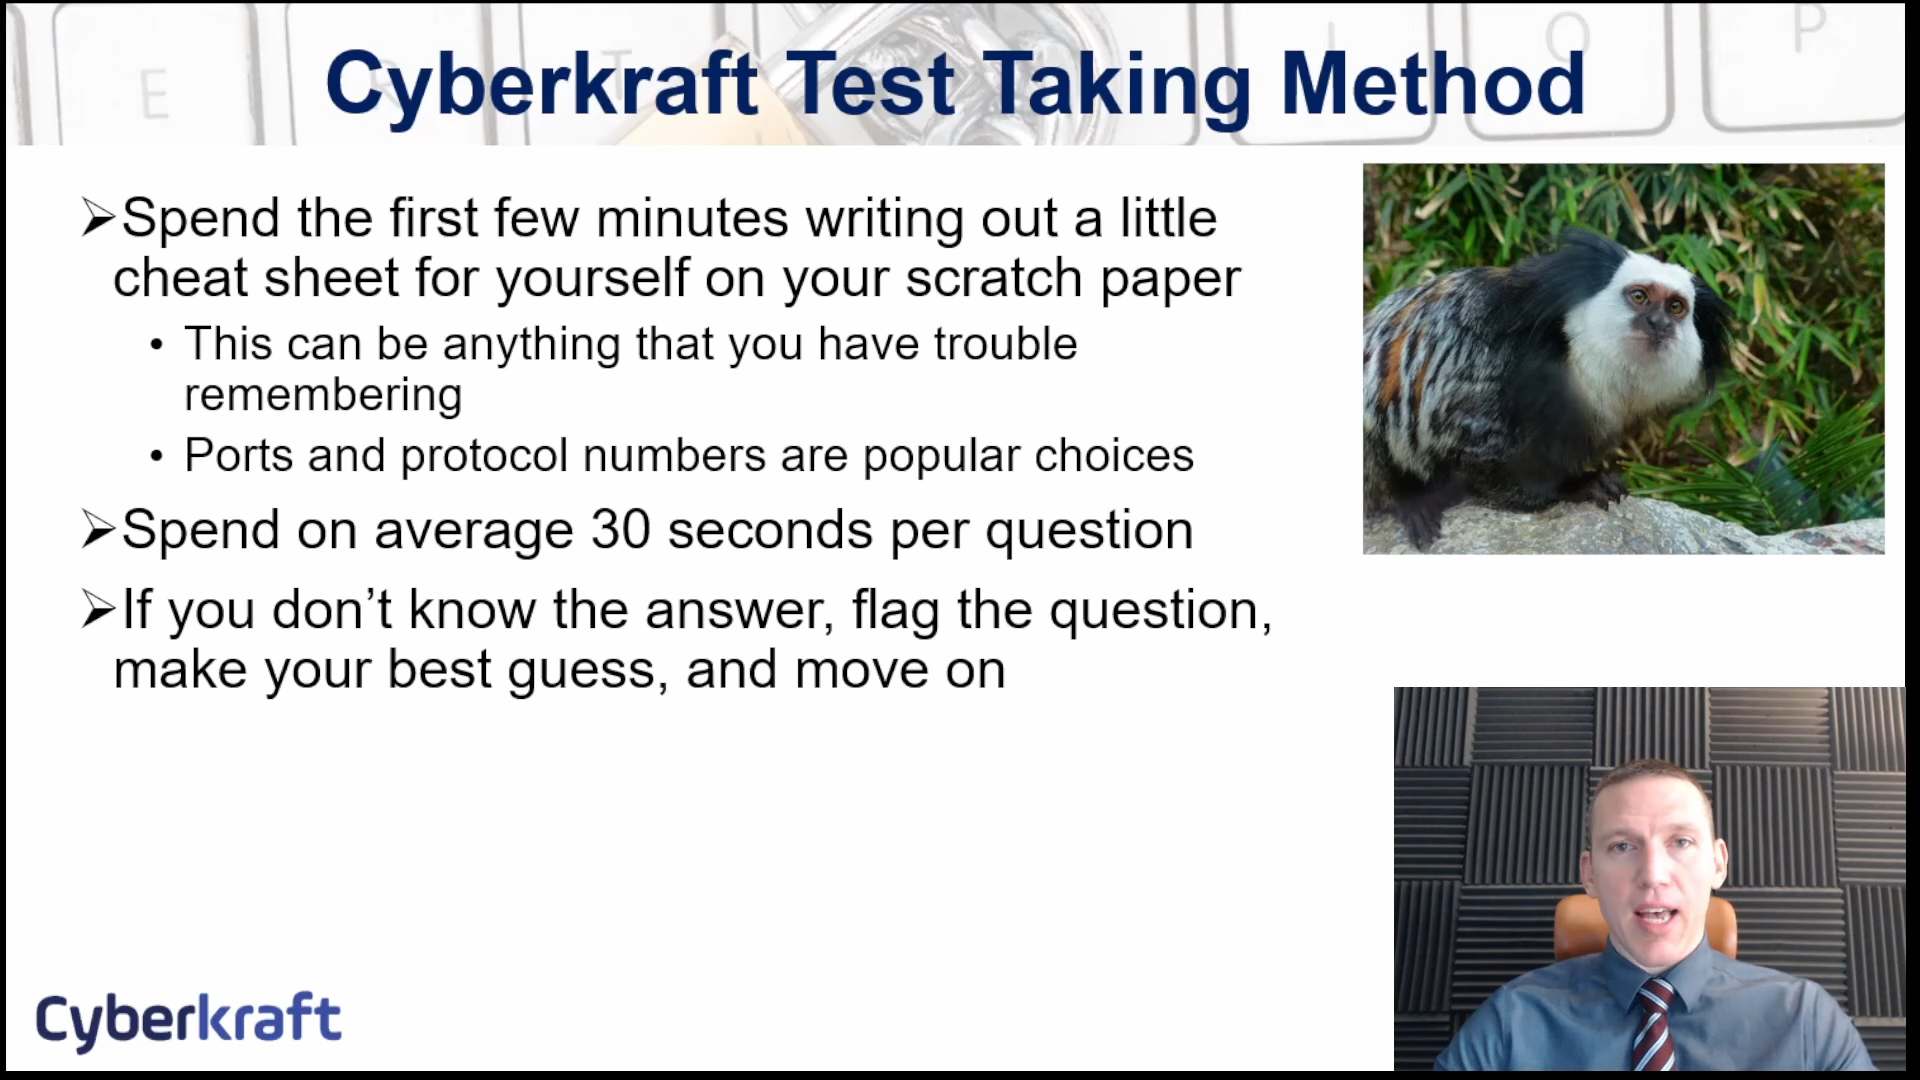 Cyberkraft Test Taking Method
E R T I O P
➢Spend the first few minutes writing out a little
cheat sheet for yourself on your scratch paper
• This can be anything that you have trouble
remembering
• Ports and protocol numbers are popular choices
➢Spend on average 30 seconds per question
➢If you don’t know the answer, flag the question,
make your best guess, and move on
Cyberkraft